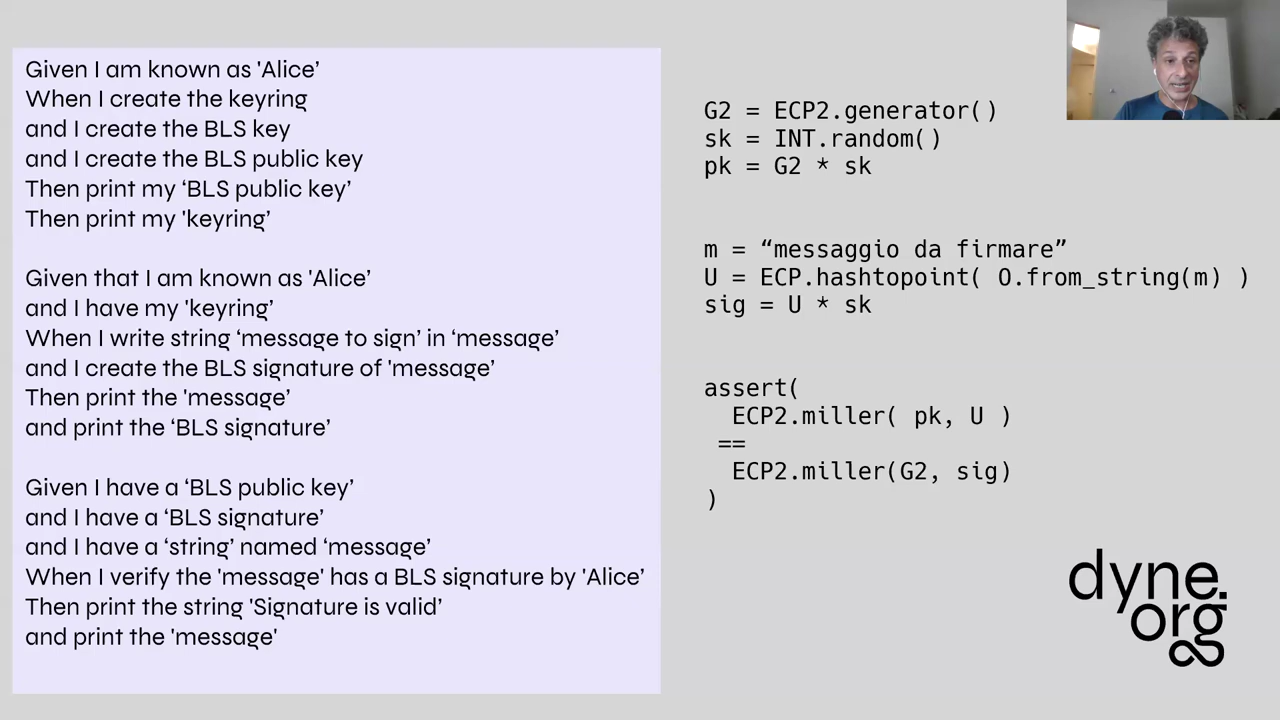 Given I am known as 'Alice’
When I create the keyring
and I create the BLS key
and I create the BLS public key
Then print my ‘BLS public key’
Then print my 'keyring’
Given that I am known as 'Alice’
and I have my 'keyring’
When I write string ‘message to sign’ in ‘message’
and I create the BLS signature of 'message’
Then print the 'message’
and print the ‘BLS signature’
Given I have a ‘BLS public key’
and I have a ‘BLS signature’
and I have a ‘string’ named ‘message’
When I verify the 'message' has a BLS signature by 'Alice’
Then print the string 'Signature is valid’
and print the 'message'
G2 = ECP2.generator()
sk = INT.random()
pk = G2 * sk
m = “messaggio da firmare”
U = ECP.hashtopoint( O.from_string(m) )
sig = U * sk
assert(
ECP2.miller( pk, U )
==
ECP2.miller(G2, sig)
)
dyne.
org